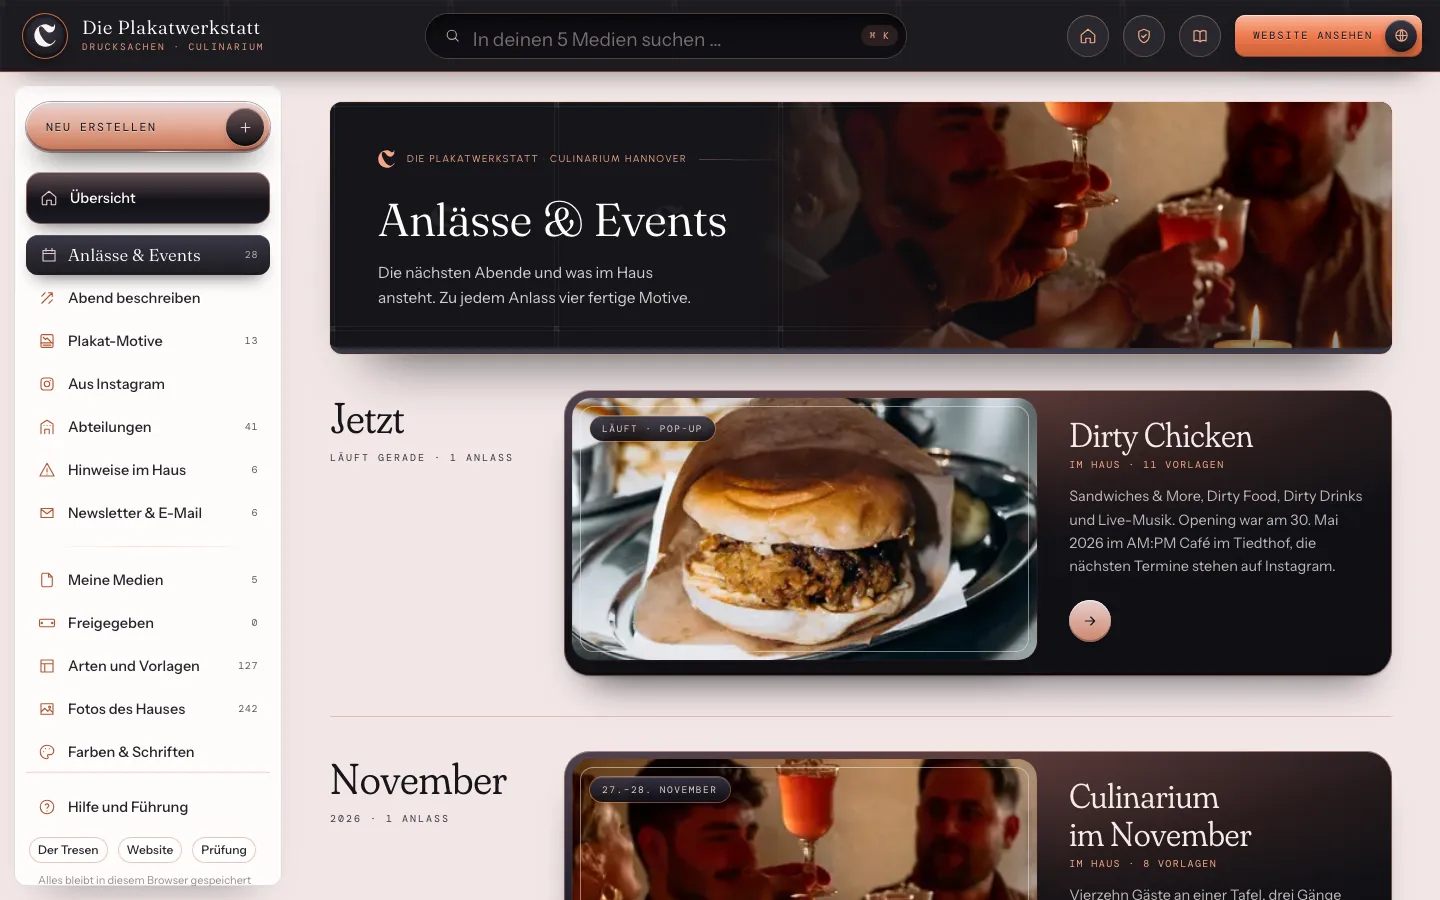 Die Plakatwerkstatt
DRUCKSACHEN · CULINARIUM
In deinen 5 Medien suchen ...
⌘ K
WEBSITE ANSEHEN
NEU ERSTELLEN
Übersicht
Anlässe & Events 28
Abend beschreiben
Plakat-Motive 13
Aus Instagram
Abteilungen 41
Hinweise im Haus 6
Newsletter & E-Mail 6
Meine Medien 5
Freigegeben 0
Arten und Vorlagen 127
Fotos des Hauses 242
Farben & Schriften
Hilfe und Führung
Der Tresen
Website
Prüfung
Alles bleibt in diesem Browser gespeichert
DIE PLAKATWERKSTATT · CULINARIUM HANNOVER
Anlässe & Events
Die nächsten Abende und was im Haus
ansteht. Zu jedem Anlass vier fertige Motive.
Jetzt
LÄUFT GERADE · 1 ANLASS
LÄUFT · POP-UP
Dirty Chicken
IM HAUS · 11 VORLAGEN
Sandwiches & More, Dirty Food, Dirty Drinks
und Live-Musik. Opening war am 30. Mai
2026 im AM:PM Café im Tiedthof, die
nächsten Termine stehen auf Instagram.
November
2026 · 1 ANLASS
27.–28. NOVEMBER
Culinarium
im November
IM HAUS · 8 VORLAGEN
Vierzehn Gäste an einer Tafel, drei Gänge